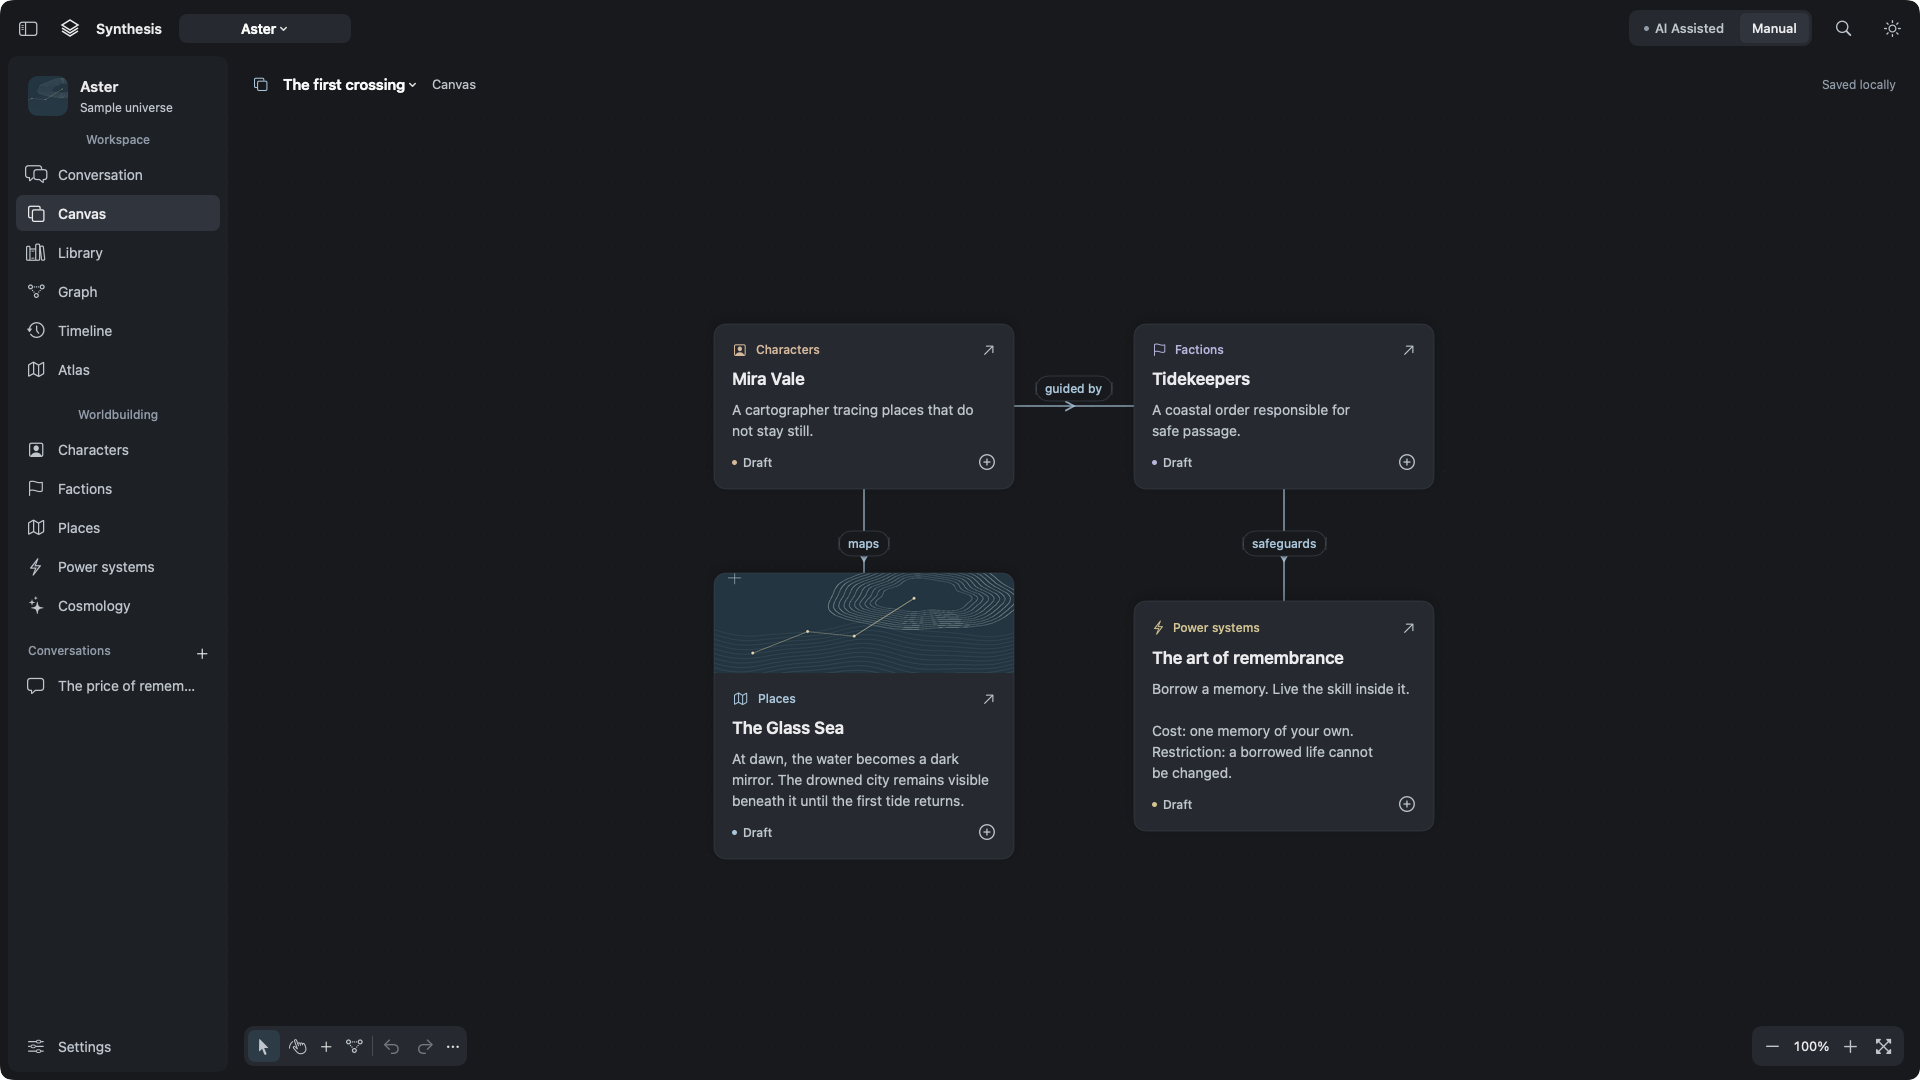 Synthesis
Aster
AI Assisted
Manual
Aster
Sample universe
Workspace
Conversation
Canvas
Library
Graph
Timeline
Atlas
Worldbuilding
Characters
Factions
Places
Power systems
Cosmology
Conversations
The price of remem...
Settings
The first crossing
Canvas
Saved locally
Characters
Mira Vale
A cartographer tracing places that do
not stay still.
Draft
guided by
Factions
Tidekeepers
A coastal order responsible for
safe passage.
Draft
maps
safeguards
Places
The Glass Sea
At dawn, the water becomes a dark
mirror. The drowned city remains visible
beneath it until the first tide returns.
Draft
Power systems
The art of remembrance
Borrow a memory. Live the skill inside it.
Cost: one memory of your own.
Restriction: a borrowed life cannot
be changed.
Draft
100%